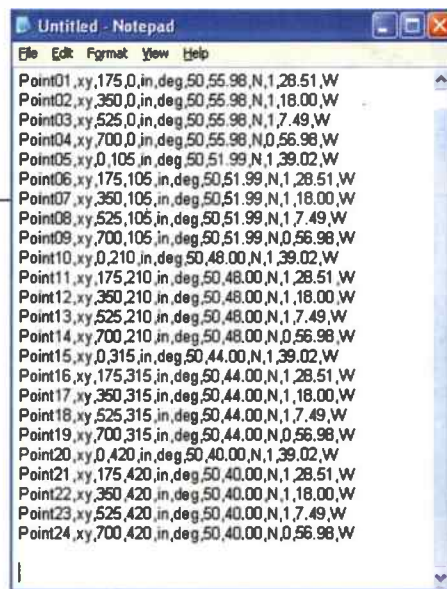 Untitled - Notepad
File Edit Format View Help
Point01,xy,175,0,in,deg,50,55.98,N,1,28.51,W
Point02,xy,350,0,in,deg,50,55.98,N,1,18.00,W
Point03,xy,525,0,in,deg,50,55.98,N,1,7.49,W
Point04,xy,700,0,in,deg,50,55.98,N,0,56.98,W
Point05,xy,0,105,in,deg,50,51.99,N,1,39.02,W
Point06,xy,175,105,in,deg,50,51.99,N,1,28.51,W
Point07,xy,350,105,in,deg,50,51.99,N,1,18.00,W
Point08,xy,525,105,in,deg,50,51.99,N,1,7.49,W
Point09,xy,700,105,in,deg,50,51.99,N,0,56.98,W
Point10,xy,0,210,in,deg,50,48.00,N,1,39.02,W
Point11,xy,175,210,in,deg,50,48.00,N,1,28.51,W
Point12,xy,350,210,in,deg,50,48.00,N,1,18.00,W
Point13,xy,525,210,in,deg,50,48.00,N,1,7.49,W
Point14,xy,700,210,in,deg,50,48.00,N,0,56.98,W
Point15,xy,0,315,in,deg,50,44.00,N,1,39.02,W
Point16,xy,175,315,in,deg,50,44.00,N,1,28.51,W
Point17,xy,350,315,in,deg,50,44.00,N,1,18.00,W
Point18,xy,525,315,in,deg,50,44.00,N,1,7.49,W
Point19,xy,700,315,in,deg,50,44.00,N,0,56.98,W
Point20,xy,0,420,in,deg,50,40.00,N,1,39.02,W
Point21,xy,175,420,in,deg,50,40.00,N,1,28.51,W
Point22,xy,350,420,in,deg,50,40.00,N,1,18.00,W
Point23,xy,525,420,in,deg,50,40.00,N,1,7.49,W
Point24,xy,700,420,in,deg,50,40.00,N,0,56.98,W